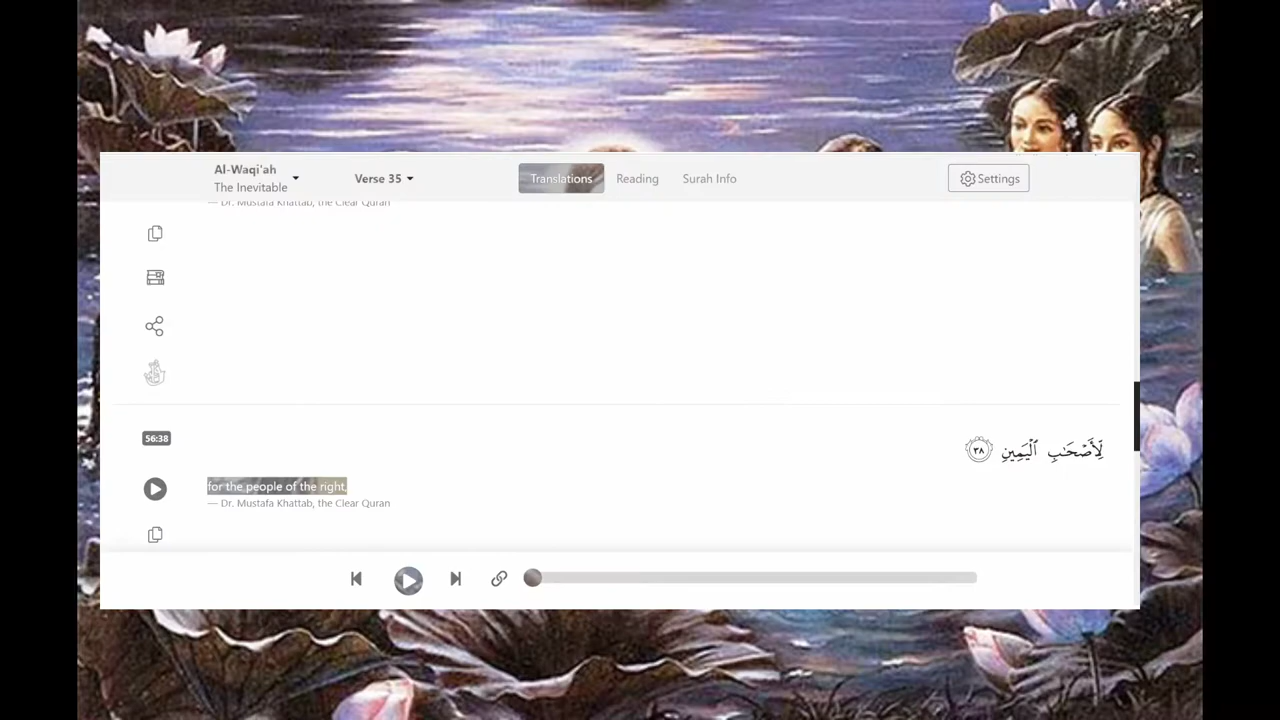 Al-Waqi'ah
The Inevitable
Verse 35
Translations
Reading
Surah Info
Settings
— Dr. Mustafa Khattab, the Clear Quran
56:38
لِّأَصْحَـٰبِ ٱلْيَمِينِ ٣٨
for the people of the right,
— Dr. Mustafa Khattab, the Clear Quran